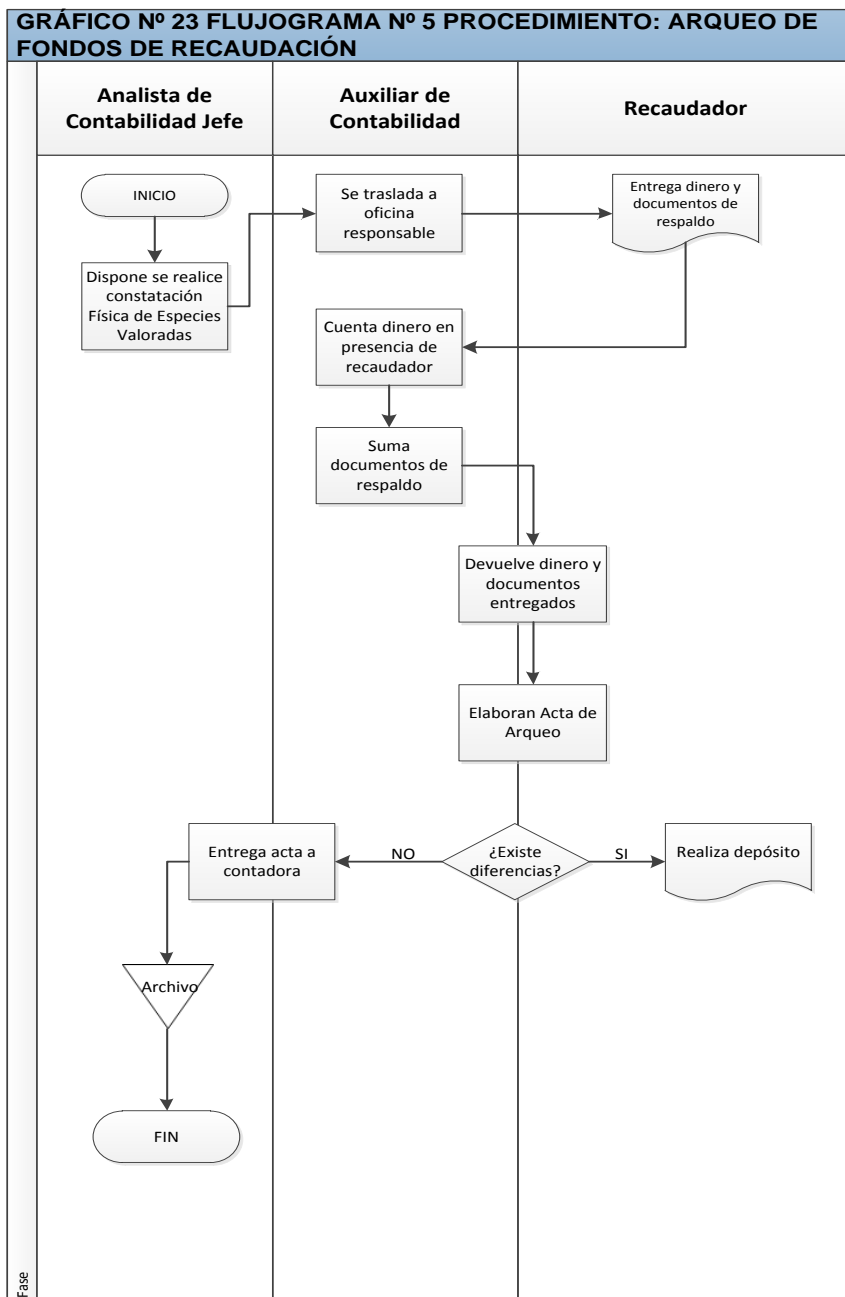 GRÁFICO Nº 23 FLUJOGRAMA Nº 5 PROCEDIMIENTO: ARQUEO DE
FONDOS DE RECAUDACIÓN
Analista de
Contabilidad Jefe
Auxiliar de
Contabilidad
Recaudador
INICIO
Se traslada a
oficina
responsable
Entrega dinero y
documentos de
respaldo
Dispone se realice
constatación
Física de Especies
Valoradas
Cuenta dinero en
presencia de
recaudador
Suma
documentos de
respaldo
Devuelve dinero y
documentos
entregados
Elaboran Acta de
Arqueo
Entrega acta a
contadora
NO
¿Existe
diferencias?
SI
Realiza depósito
Archivo
FIN
Fase